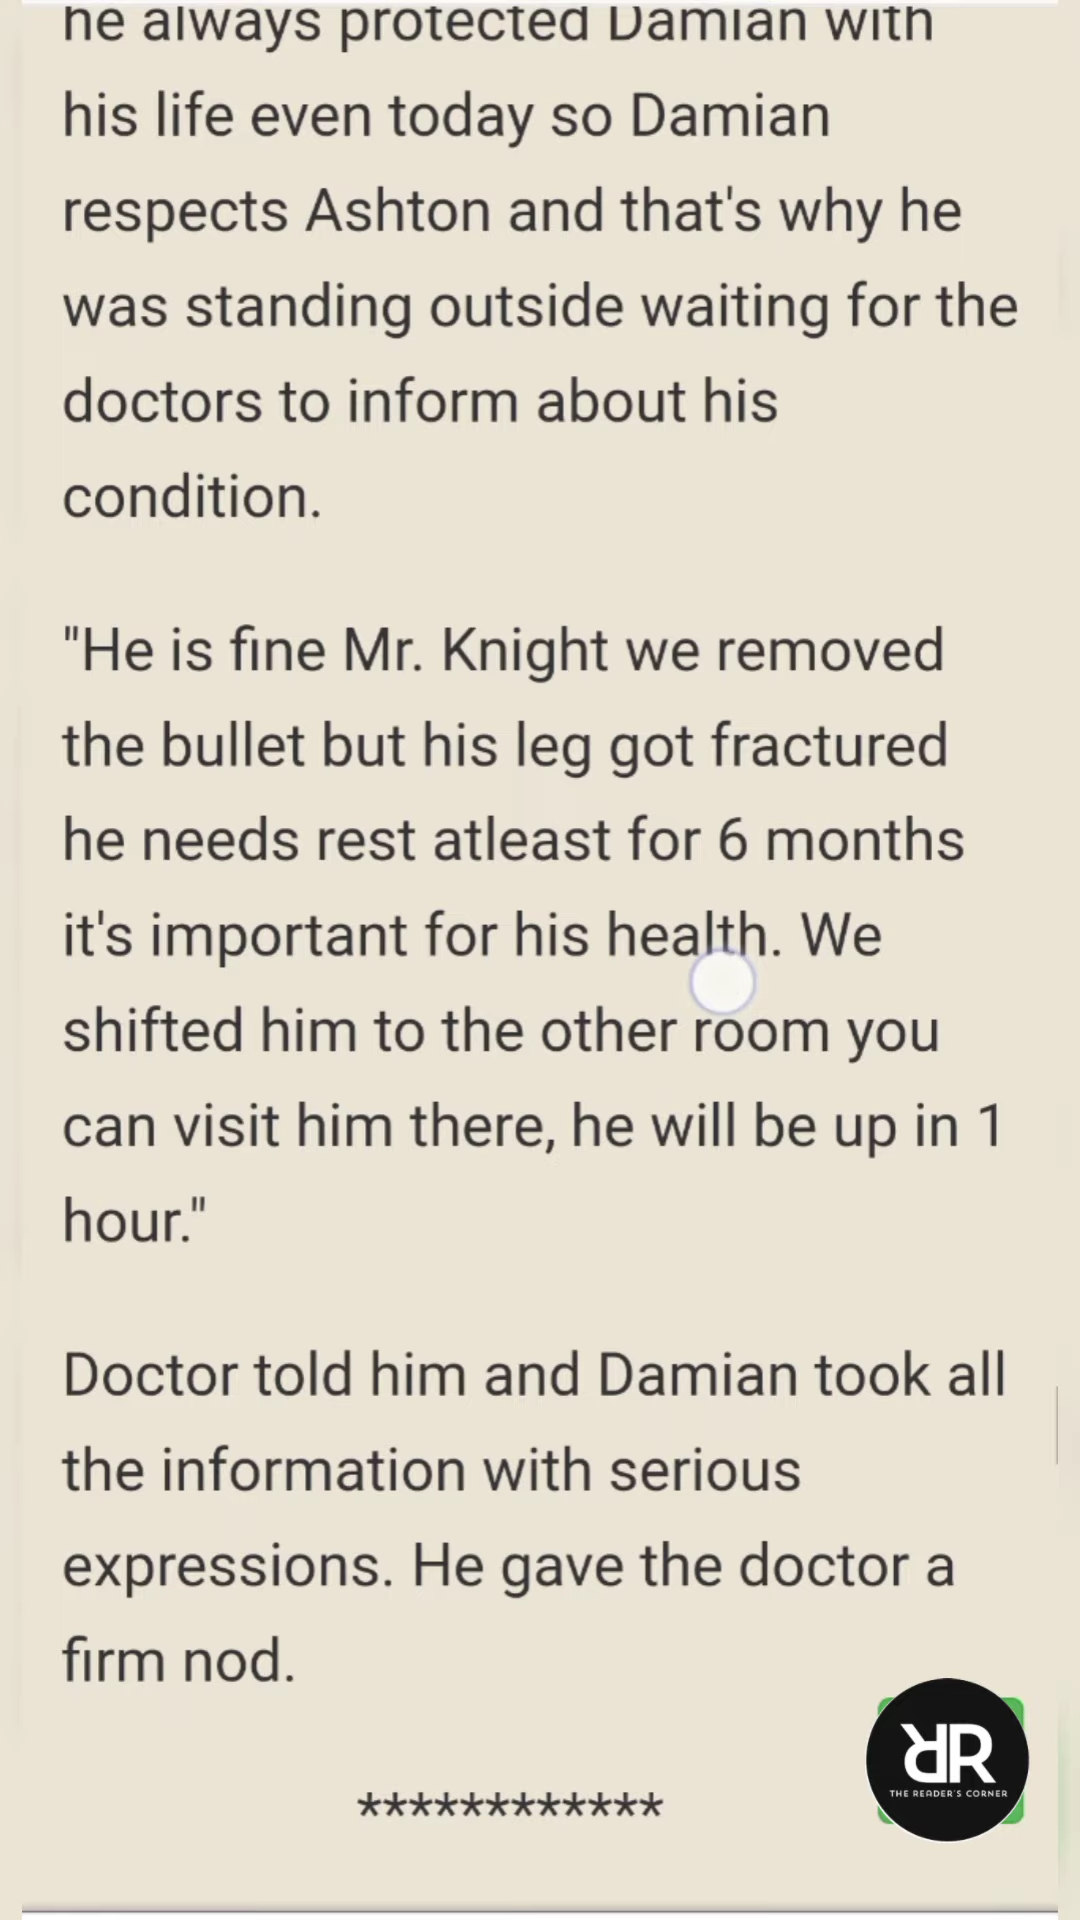 he always protected Damian with
his life even today so Damian
respects Ashton and that's why he
was standing outside waiting for the
doctors to inform about his
condition.
"He is fine Mr. Knight we removed
the bullet but his leg got fractured
he needs rest atleast for 6 months
it's important for his health. We
shifted him to the other room you
can visit him there, he will be up in 1
hour."
Doctor told him and Damian took all
the information with serious
expressions. He gave the doctor a
firm nod.
************
RR
THE READER'S CORNER